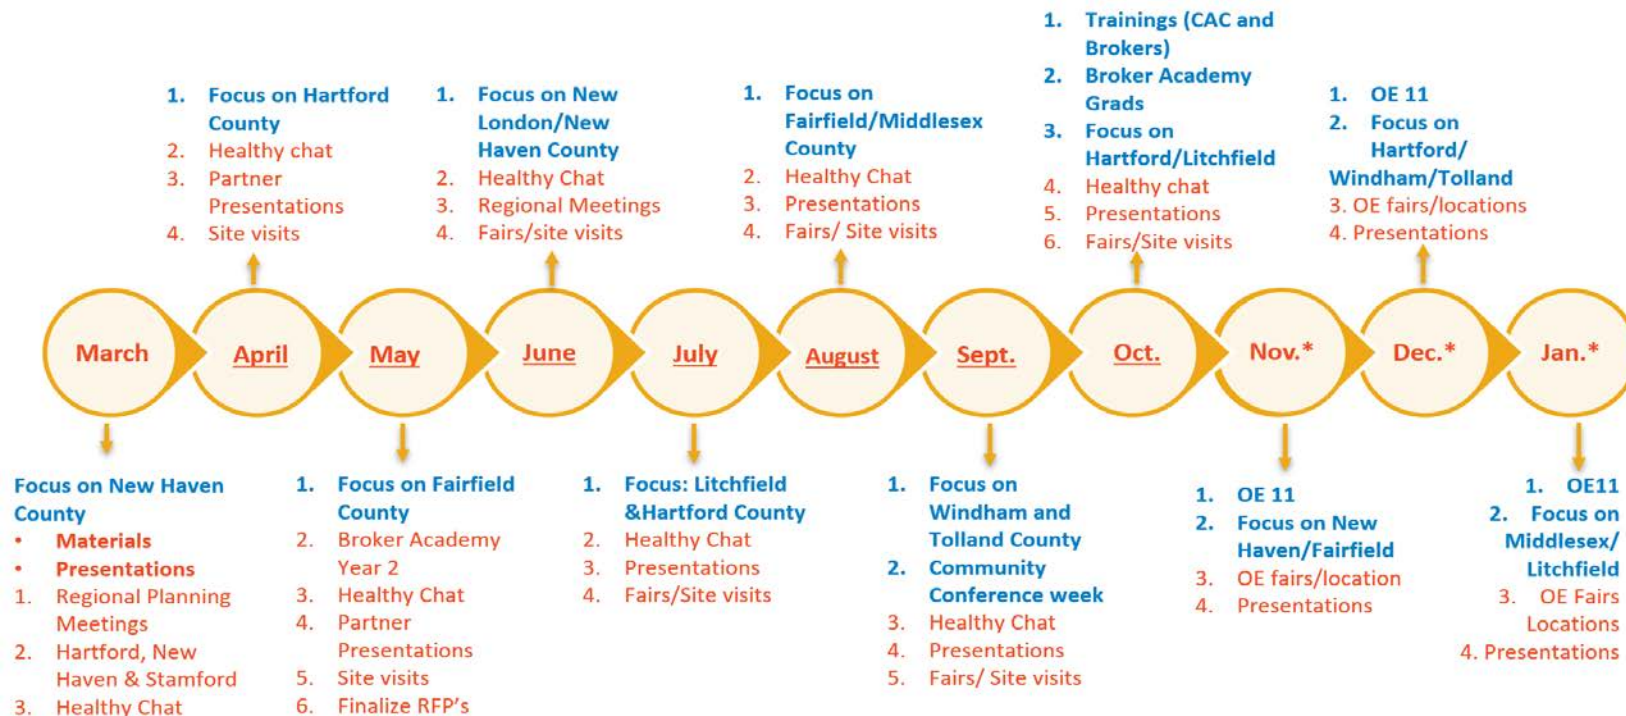 1. Trainings (CAC and
Brokers)
2. Broker Academy
Grads
3. Focus on
Hartford/Litchfield
4. Healthy chat
5. Presentations
6. Fairs/Site visits
1. Focus on Hartford
County
2. Healthy chat
3. Partner
Presentations
4. Site visits
1. Focus on New
London/New
Haven County
2. Healthy Chat
3. Regional Meetings
4. Fairs/site visits
1. Focus on
Fairfield/Middlesex
County
2. Healthy Chat
3. Presentations
4. Fairs/ Site visits
1. OE 11
2. Focus on
Hartford/
Windham/Tolland
3. OE fairs/locations
4. Presentations
March
April
May
June
July
August
Sept.
Oct.
Nov.*
Dec.*
Jan.*
Focus on New Haven
County
• Materials
• Presentations
1. Regional Planning
Meetings
2. Hartford, New
Haven & Stamford
3. Healthy Chat
1. Focus on Fairfield
County
2. Broker Academy
Year 2
3. Healthy Chat
4. Partner
Presentations
5. Site visits
6. Finalize RFP's
1. Focus: Litchfield
&Hartford County
2. Healthy Chat
3. Presentations
4. Fairs/Site visits
1. Focus on
Windham and
Tolland County
2. Community
Conference week
3. Healthy Chat
4. Presentations
5. Fairs/ Site visits
1. OE 11
2. Focus on New
Haven/Fairfield
3. OE fairs/location
4. Presentations
1. OE11
2. Focus on
Middlesex/
Litchfield
3. OE Fairs
Locations
4. Presentations